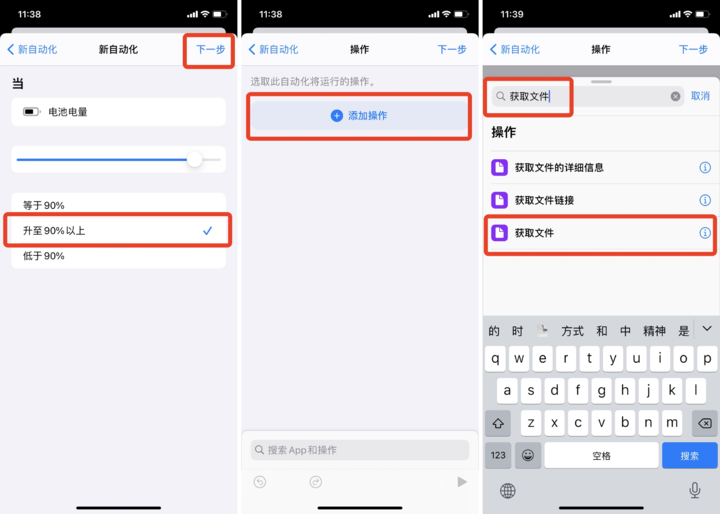 11:38
新自动化
新自动化
下一步
当
电池电量
等于 90%
升至 90% 以上
低于 90%
11:38
新自动化
操作
下一步
选取此自动化将运行的操作。
添加操作
搜索 App 和操作
11:39
新自动化
操作
下一步
获取文件
取消
操作
获取文件的详细信息
获取文件链接
获取文件
的 时 方式 和 中 精神 是
q w e r t y u i o p
a s d f g h j k l
z x c v b n m
123 空格 搜索